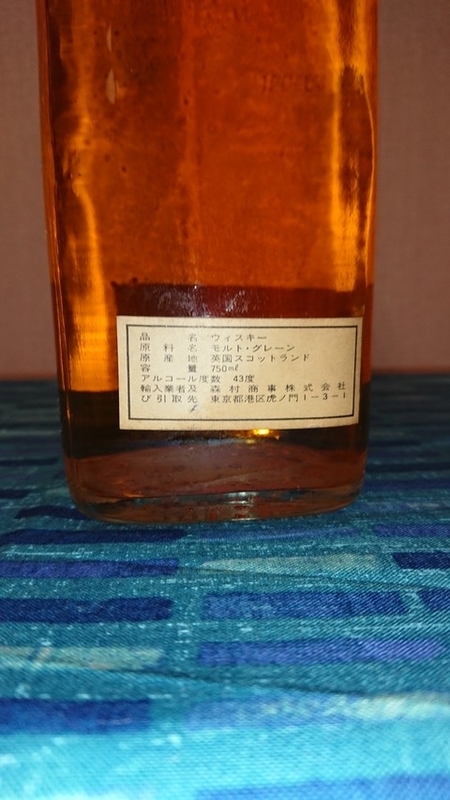 品名 ウィスキー
原料名 モルト・グレーン
原産地 英国スコットランド
容量 750㎖
アルコール度数 43度
輸入業者及 森村商事株式会社
び引取先 東京都港区虎ノ門1-3-1